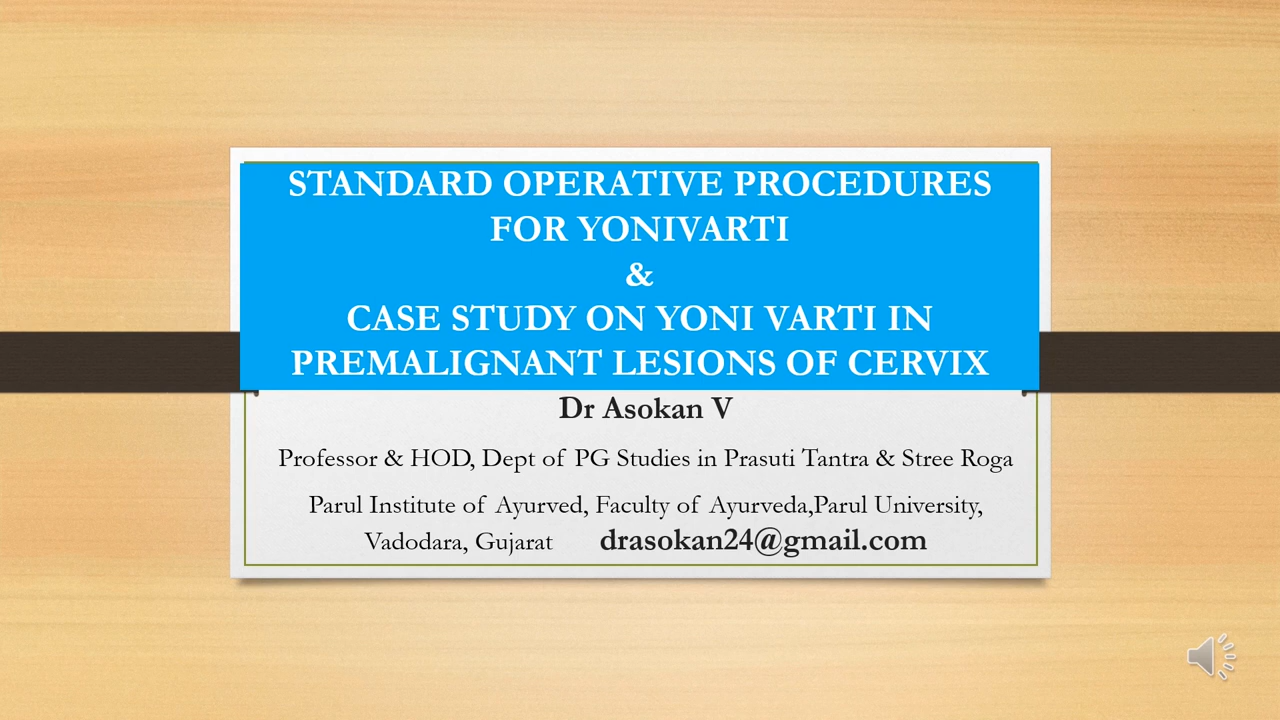 STANDARD OPERATIVE PROCEDURES
FOR YONIVARTI
&
CASE STUDY ON YONI VARTI IN
PREMALIGNANT LESIONS OF CERVIX
Dr Asokan V
Professor & HOD, Dept of PG Studies in Prasuti Tantra & Stree Roga
Parul Institute of Ayurved, Faculty of Ayurveda,Parul University,
Vadodara, Gujarat drasokan24@gmail.com